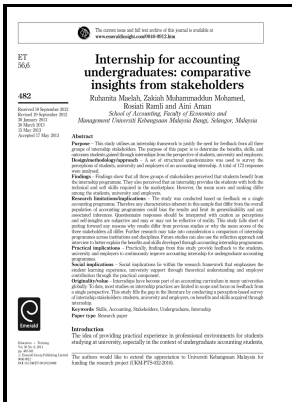 The current issue and full text archive of this journal is available at
www.emeraldinsight.com/0040-0912.htm
ET
56,6
482
Received 10 September 2012
Revised 19 September 2012
30 January 2013
30 March 2013
15 May 2013
Accepted 17 May 2013
Internship for accounting
undergraduates: comparative
insights from stakeholders
Ruhanita Maelah, Zakiah Muhammaddun Mohamed,
Rosiati Ramli and Aini Aman
School of Accounting, Faculty of Economics and
Management Universiti Kebangsaan Malaysia Bangi, Selangor, Malaysia
Abstract
Purpose – This study utilises an internship framework to justify the need for feedback from all three
groups of internship stakeholders. The purpose of this paper is to determine the benefits, skills, and
outcomes students gained through internships from the perspective of students, university and employers.
Design/methodology/approach – A set of structured questionnaires was used to survey the
perceptions of students, university and employers of an accounting internship. A total of 172 responses
were analysed.
Findings – Findings show that all three groups of stakeholders perceived that students benefit from
the internship programme. They also perceived that an internship provides the students with both the
technical and soft skills required in the marketplace. However, the mean score and ranking differ
among the students, university and employers.
Research limitations/implications – The study was conducted based on feedback on a single
accounting programme. Therefore any characteristics inherent to this sample that differ from the overall
population of accounting programmes could bias the results and limit its generalisability and any
associated inference. Questionnaire responses should be interpreted with caution as perceptions
and self-insights are subjective and may or may not be reflective of reality. This study falls short of
putting forward any reasons why results differ from previous studies or why the mean scores of the
three stakeholders all differ. Further research may take into consideration a comparison of internship
programmes across institutions and disciplines. Future studies can also use the reflection approach and
interview to better explain the benefits and skills developed through accounting internship programmes.
Practical implications – Practically, findings from this study provide feedback to the students,
university and employers to continuously improve accounting internship for undergraduate accounting
programmes.
Social implications – Social implications lie within the research framework that emphasises the
student learning experience, university support through theoretical understanding and employer
contribution through the practical component.
Originality/value – Internships have become part of an accounting curriculum in most universities
globally. To date, most studies on internship practices are limited in scope and focus on feedback from
a single perspective. This study fills the gap in the literature by conducting a perception-based survey
of internship stakeholders: students, university and employers, on benefits and skills acquired through
internship.
Keywords Skills, Accounting, Stakeholders, Undergraduate, Internship
Paper type Research paper
Introduction
The idea of providing practical experience in professional environments for students
studying at university, especially in the context of undergraduate accounting students,
The authors would like to extend the appreciation to Universiti Kebangsaan Malaysia for
funding the research project (UKM-PTS-032-2010).
Emerald
Education + Training
Vol. 56 No. 6, 2014
© Emerald Group Publishing Limited
0040-0912